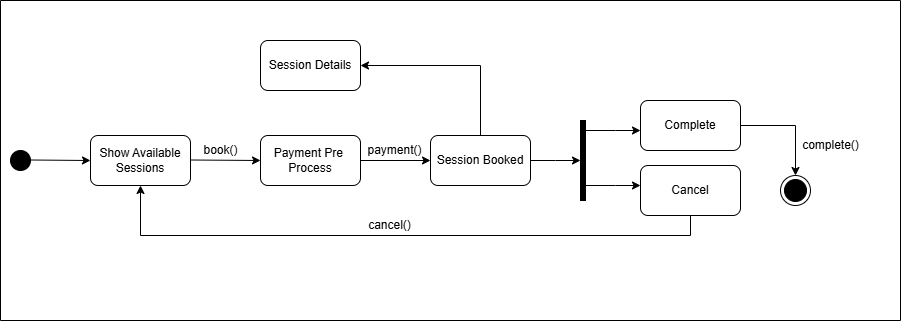 Session Details
Show Available
Sessions
book()
Payment Pre
Process
payment()
Session Booked
Complete
complete()
Cancel
cancel()